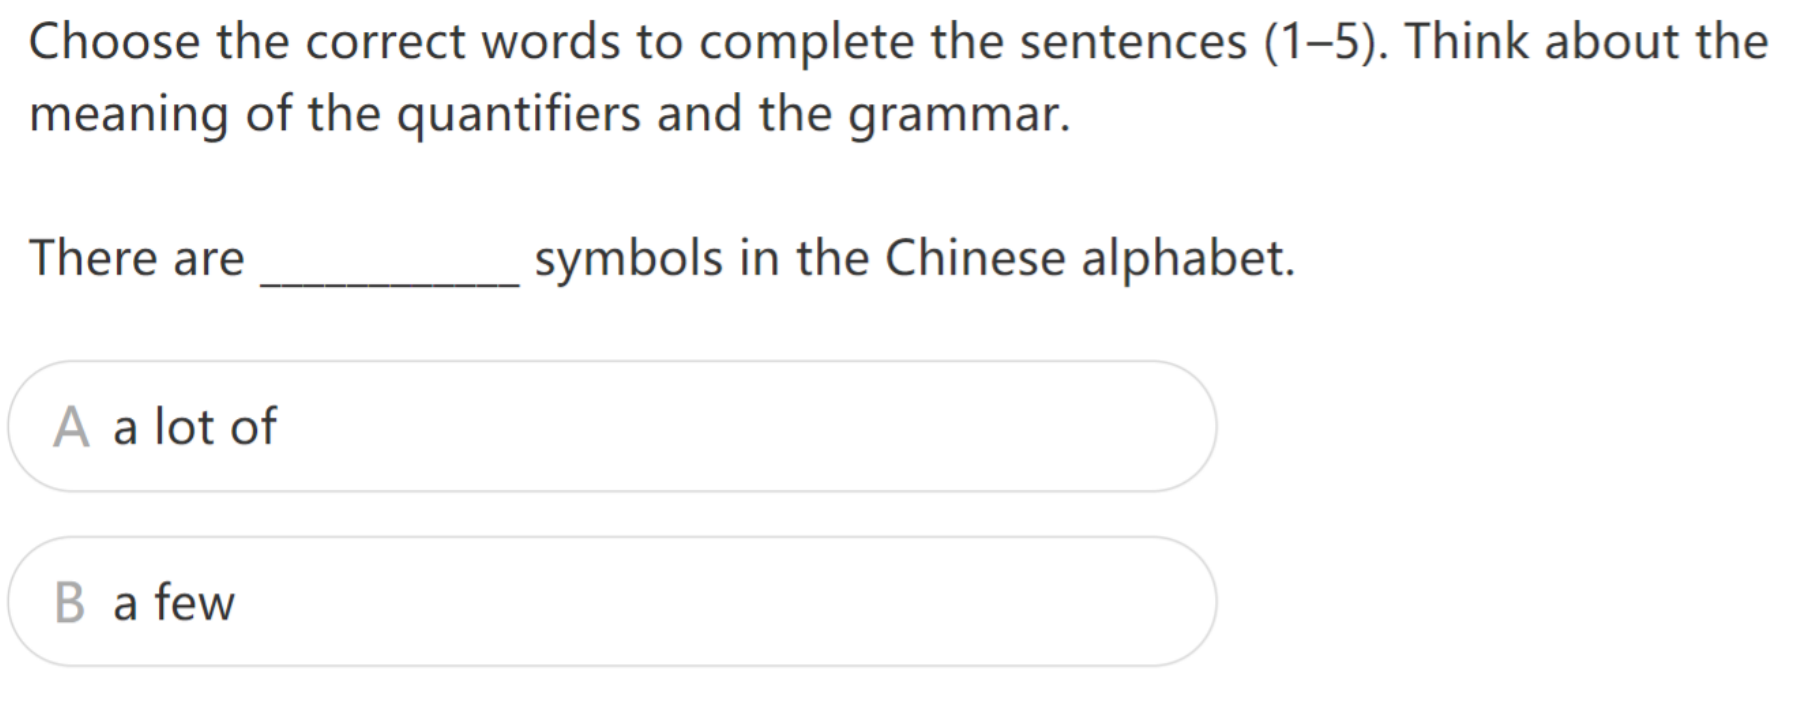 Choose the correct words to complete the sentences (1–5). Think about the
meaning of the quantifiers and the grammar.
There are ____________ symbols in the Chinese alphabet.
A a lot of
B a few